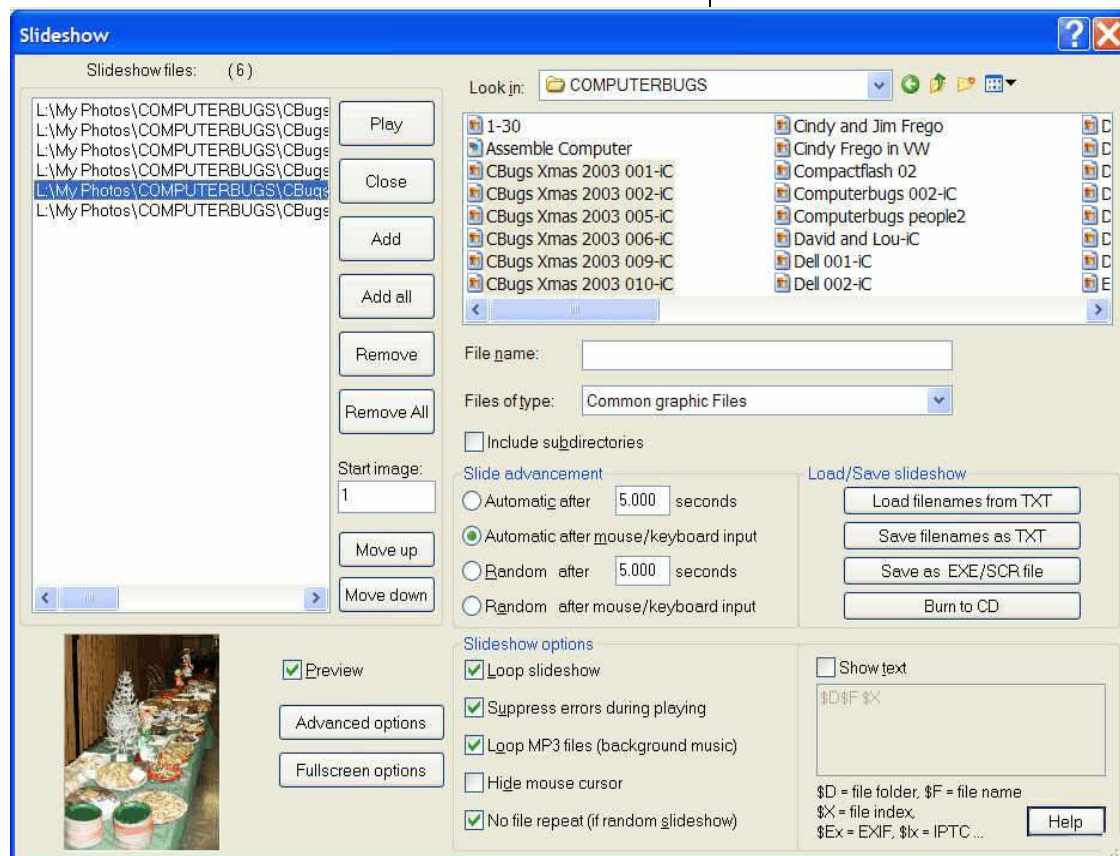 Slideshow
Slideshow files: (6)
L:\My Photos\COMPUTERBUGS\CBugs
L:\My Photos\COMPUTERBUGS\CBugs
L:\My Photos\COMPUTERBUGS\CBugs
L:\My Photos\COMPUTERBUGS\CBugs
L:\My Photos\COMPUTERBUGS\CBugs
L:\My Photos\COMPUTERBUGS\CBugs
Play
Close
Add
Add all
Remove
Remove All
Start image:
1
Move up
Move down
Look in: COMPUTERBUGS
1-30
Assemble Computer
CBugs Xmas 2003 001-iC
CBugs Xmas 2003 002-iC
CBugs Xmas 2003 005-iC
CBugs Xmas 2003 006-iC
CBugs Xmas 2003 009-iC
CBugs Xmas 2003 010-iC
Cindy and Jim Frego
Cindy Frego in VW
Compactflash 02
Computerbugs 002-iC
Computerbugs people2
David and Lou-iC
Dell 001-iC
Dell 002-iC
D
D
D
D
D
D
D
E
File name:
Files of type: Common graphic Files
Include subdirectories
Slide advancement
Automatic after 5.000 seconds
Automatic after mouse/keyboard input
Random after 5.000 seconds
Random after mouse/keyboard input
Load/Save slideshow
Load filenames from TXT
Save filenames as TXT
Save as EXE/SCR file
Burn to CD
Preview
Advanced options
Fullscreen options
Slideshow options
Loop slideshow
Suppress errors during playing
Loop MP3 files (background music)
Hide mouse cursor
No file repeat (if random slideshow)
Show text
$D$F $X
$D = file folder, $F = file name
$X = file index,
$Ex = EXIF, $Ix = IPTC ...
Help